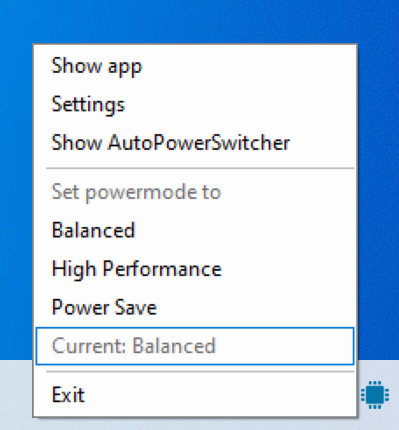 Show app
Settings
Show AutoPowerSwitcher
Set powermode to
Balanced
High Performance
Power Save
Current: Balanced
Exit